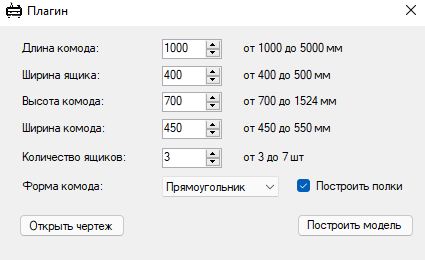 Плагин
Длина комода: 1000 от 1000 до 5000 мм
Ширина ящика: 400 от 400 до 500 мм
Высота комода: 700 от 700 до 1524 мм
Ширина комода: 450 от 450 до 550 мм
Количество ящиков: 3 от 3 до 7 шт
Форма комода: Прямоугольник Построить полки
Открыть чертеж Построить модель